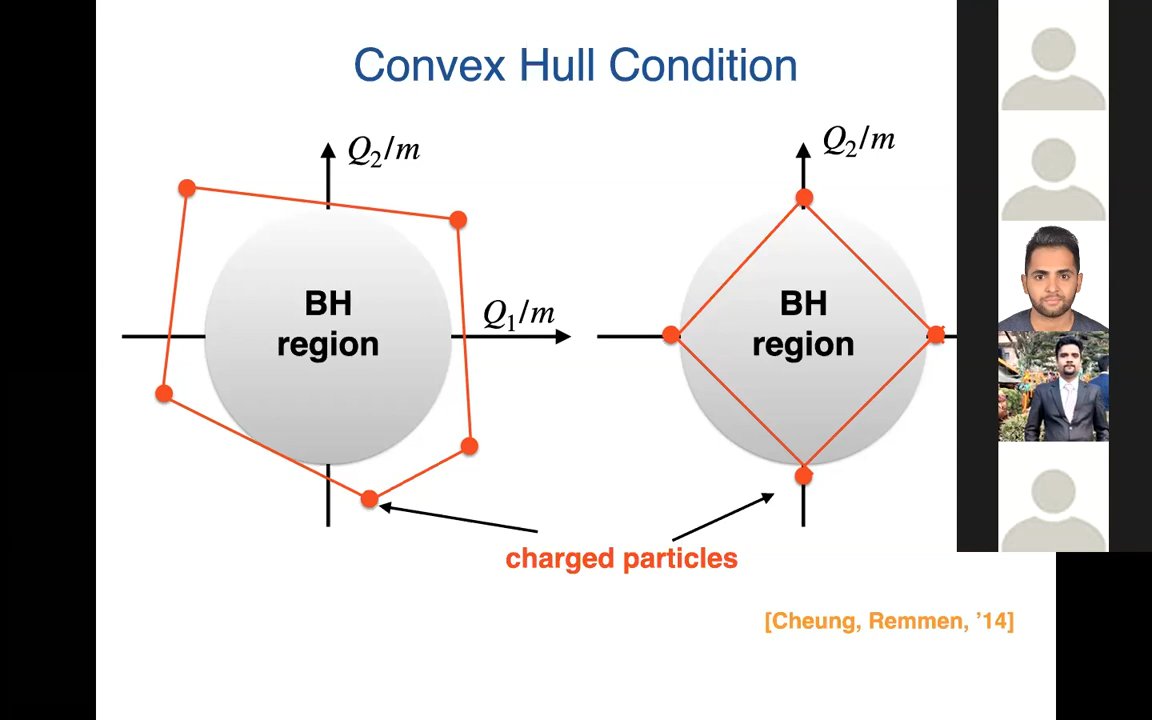 Convex Hull Condition
Q₂/m
Q₂/m
BH
region
Q₁/m
BH
region
charged particles
[Cheung, Remmen, ’14]